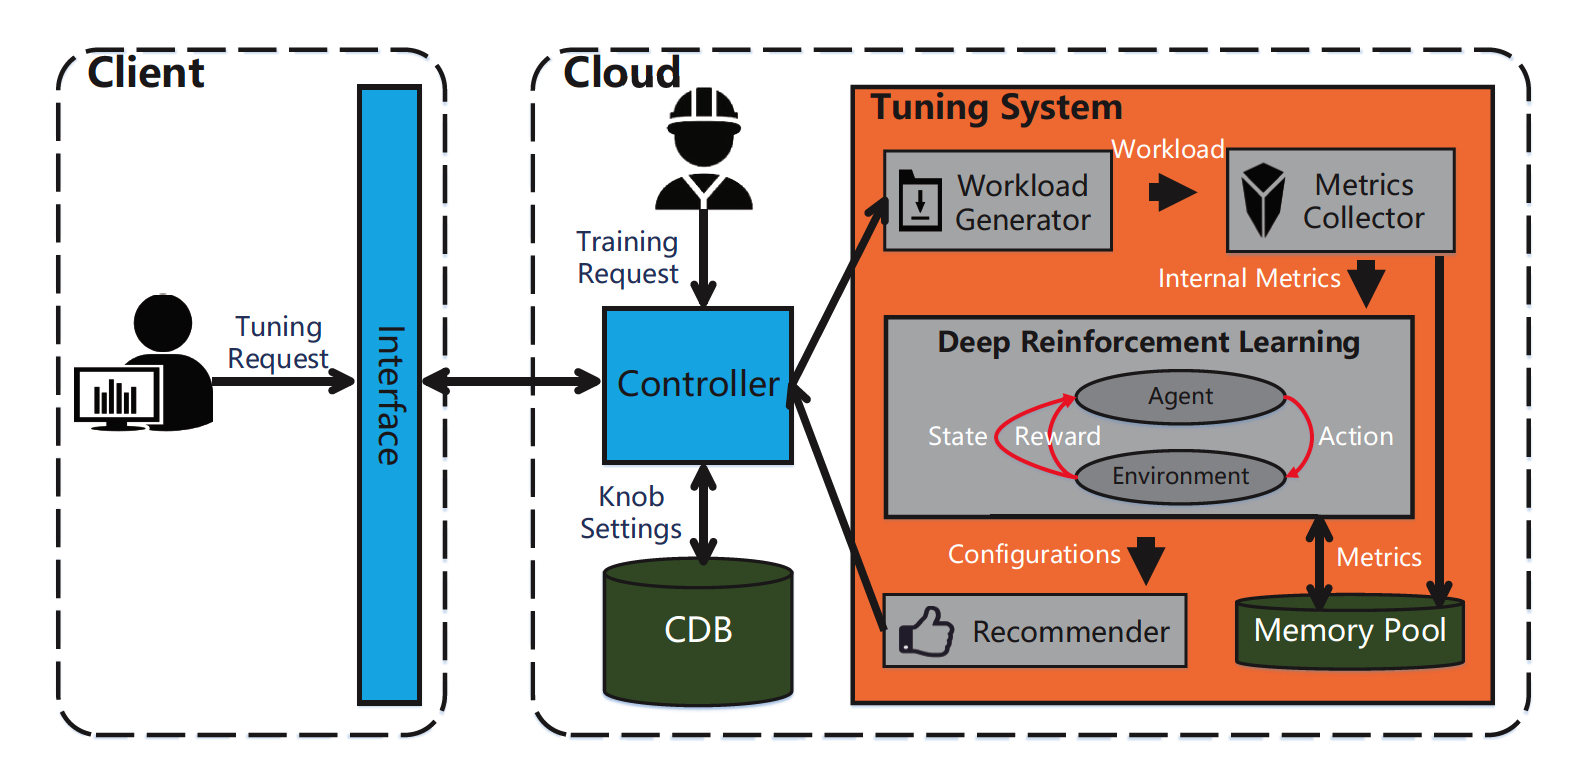 Client
Cloud
Tuning System
Workload
Workload
Generator
Metrics
Collector
Training
Request
Internal Metrics
Tuning
Request
Interface
Controller
Deep Reinforcement Learning
Agent
State
Reward
Action
Environment
Knob
Settings
Configurations
Metrics
CDB
Recommender
Memory Pool